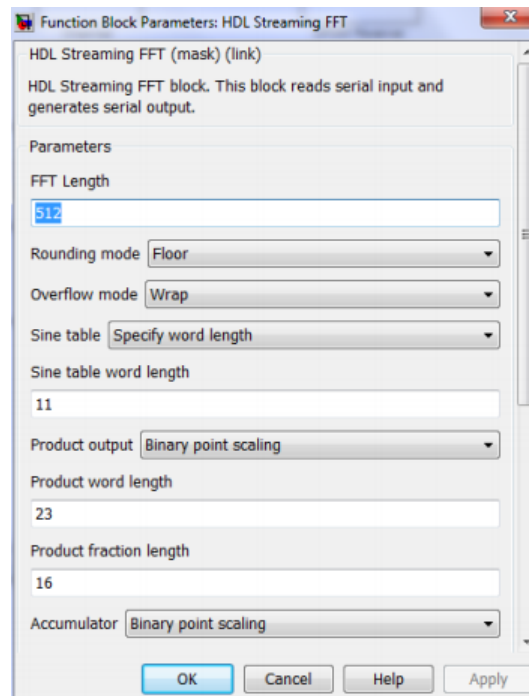 Function Block Parameters: HDL Streaming FFT
HDL Streaming FFT (mask) (link)
HDL Streaming FFT block. This block reads serial input and
generates serial output.
Parameters
FFT Length
512
Rounding mode Floor
Overflow mode Wrap
Sine table Specify word length
Sine table word length
11
Product output Binary point scaling
Product word length
23
Product fraction length
16
Accumulator Binary point scaling
OK Cancel Help Apply